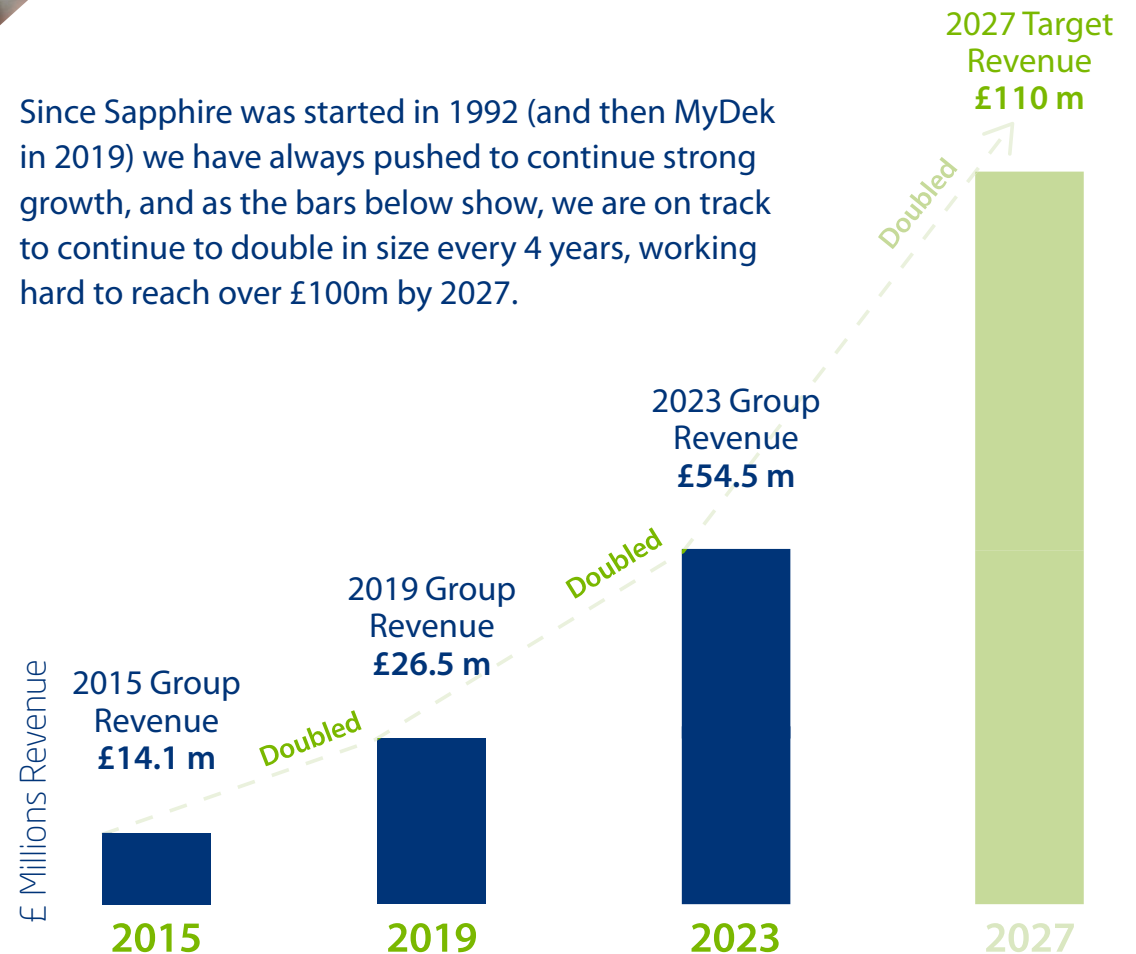 2027 Target
Revenue
£110 m
Since Sapphire was started in 1992 (and then MyDek
in 2019) we have always pushed to continue strong
growth, and as the bars below show, we are on track
to continue to double in size every 4 years, working
hard to reach over £100m by 2027.
Doubled
2023 Group
Revenue
£54.5 m
Doubled
2019 Group
Revenue
£26.5 m
Doubled
2015 Group
Revenue
£14.1 m
£ Millions Revenue
2015
2019
2023
2027